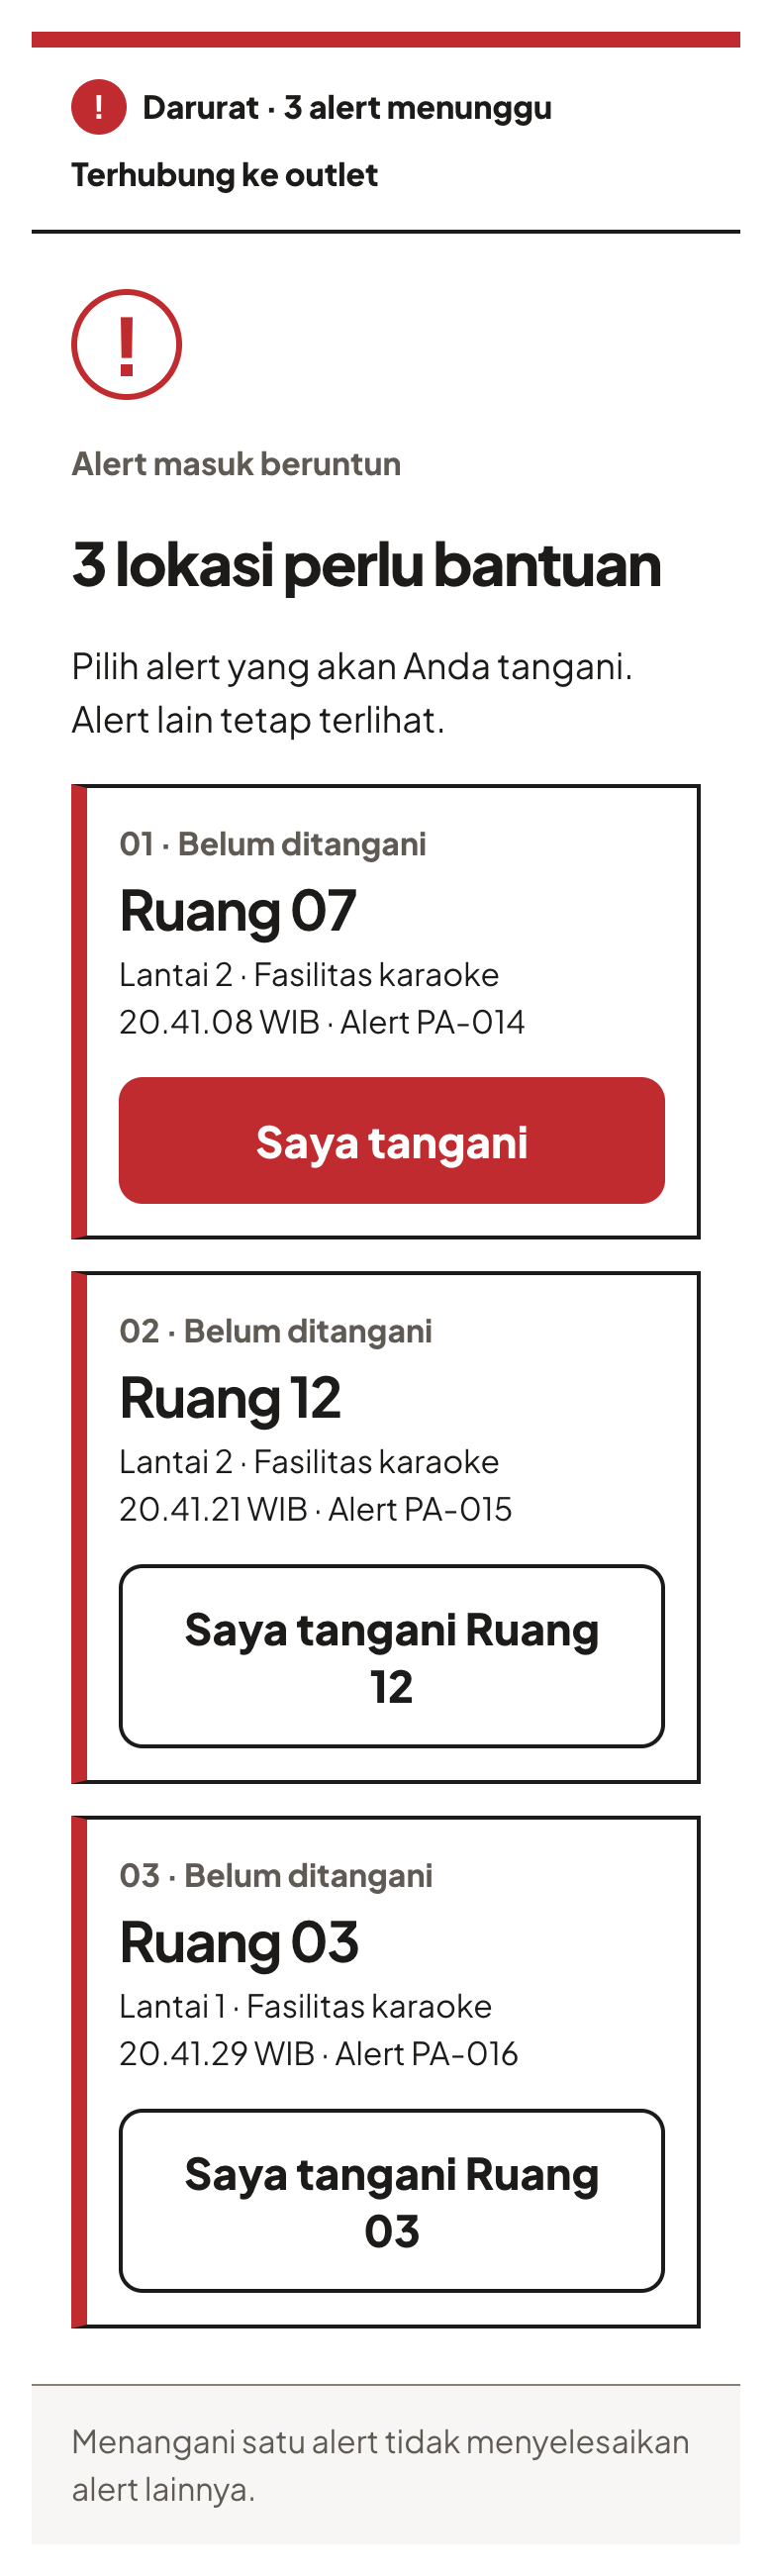 ! Darurat · 3 alert menunggu
Terhubung ke outlet
!
Alert masuk beruntun
3 lokasi perlu bantuan
Pilih alert yang akan Anda tangani.
Alert lain tetap terlihat.
01 · Belum ditangani
Ruang 07
Lantai 2 · Fasilitas karaoke
20.41.08 WIB · Alert PA-014
Saya tangani
02 · Belum ditangani
Ruang 12
Lantai 2 · Fasilitas karaoke
20.41.21 WIB · Alert PA-015
Saya tangani Ruang
12
03 · Belum ditangani
Ruang 03
Lantai 1 · Fasilitas karaoke
20.41.29 WIB · Alert PA-016
Saya tangani Ruang
03
Menangani satu alert tidak menyelesaikan
alert lainnya.